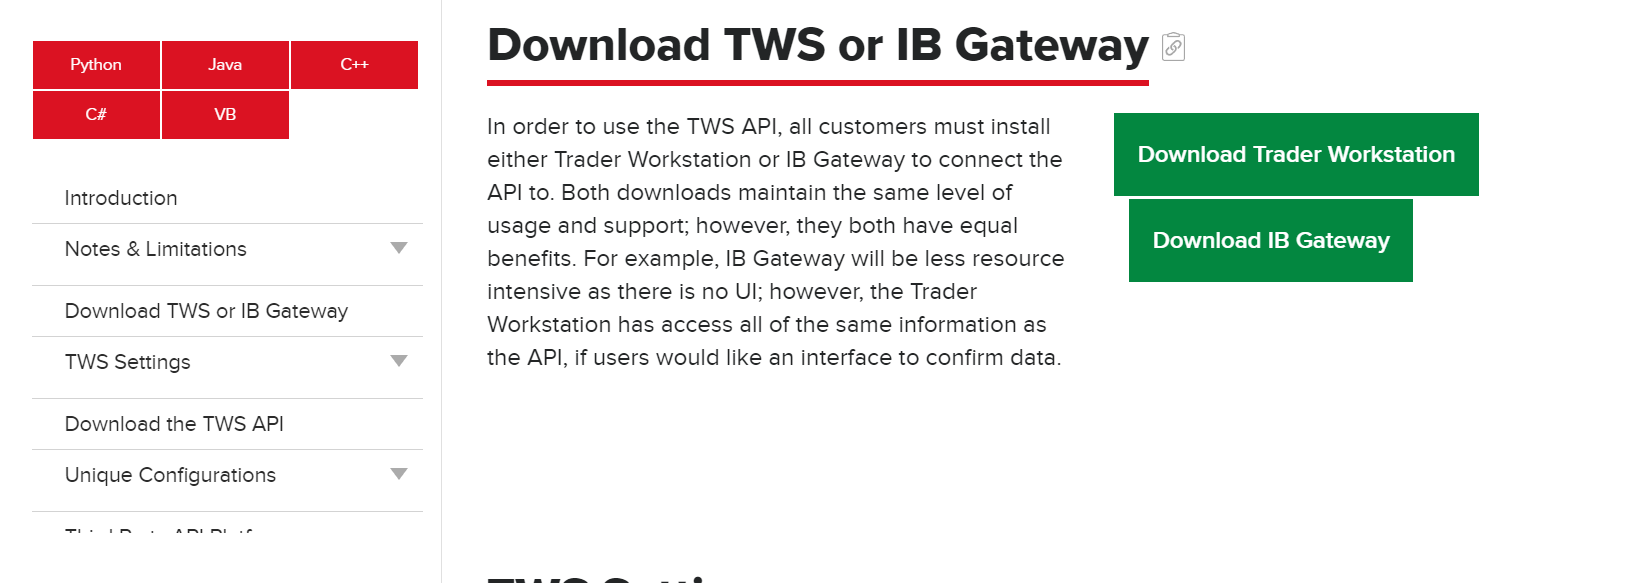 Python
Java
C++
C#
VB
Introduction
Notes & Limitations
Download TWS or IB Gateway
TWS Settings
Download the TWS API
Unique Configurations
Download TWS or IB Gateway
In order to use the TWS API, all customers must install
either Trader Workstation or IB Gateway to connect the
API to. Both downloads maintain the same level of
usage and support; however, they both have equal
benefits. For example, IB Gateway will be less resource
intensive as there is no UI; however, the Trader
Workstation has access all of the same information as
the API, if users would like an interface to confirm data.
Download Trader Workstation
Download IB Gateway